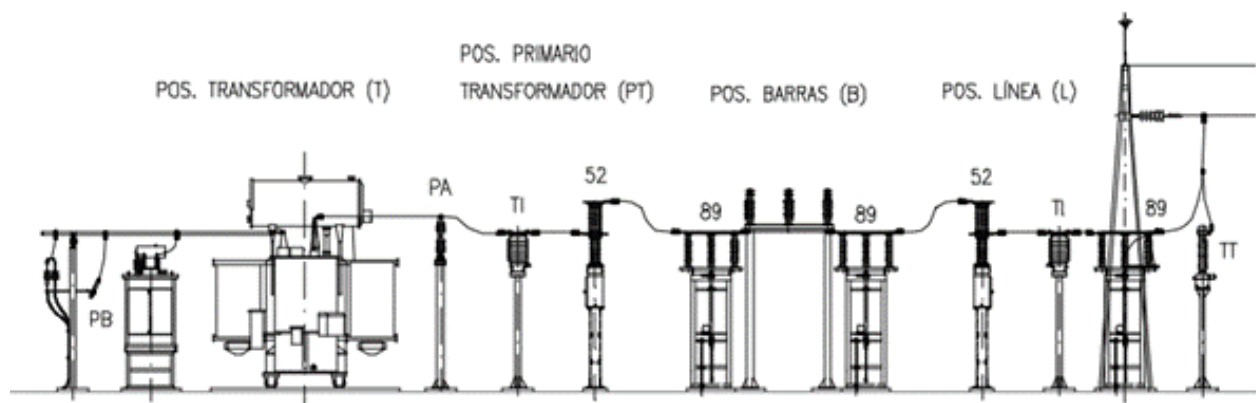 POS. PRIMARIO
POS. TRANSFORMADOR (T)
TRANSFORMADOR (PT)
POS. BARRAS (B)
POS. LÍNEA (L)
PA
TI
52
89
89
52
TI
89
TT
PB